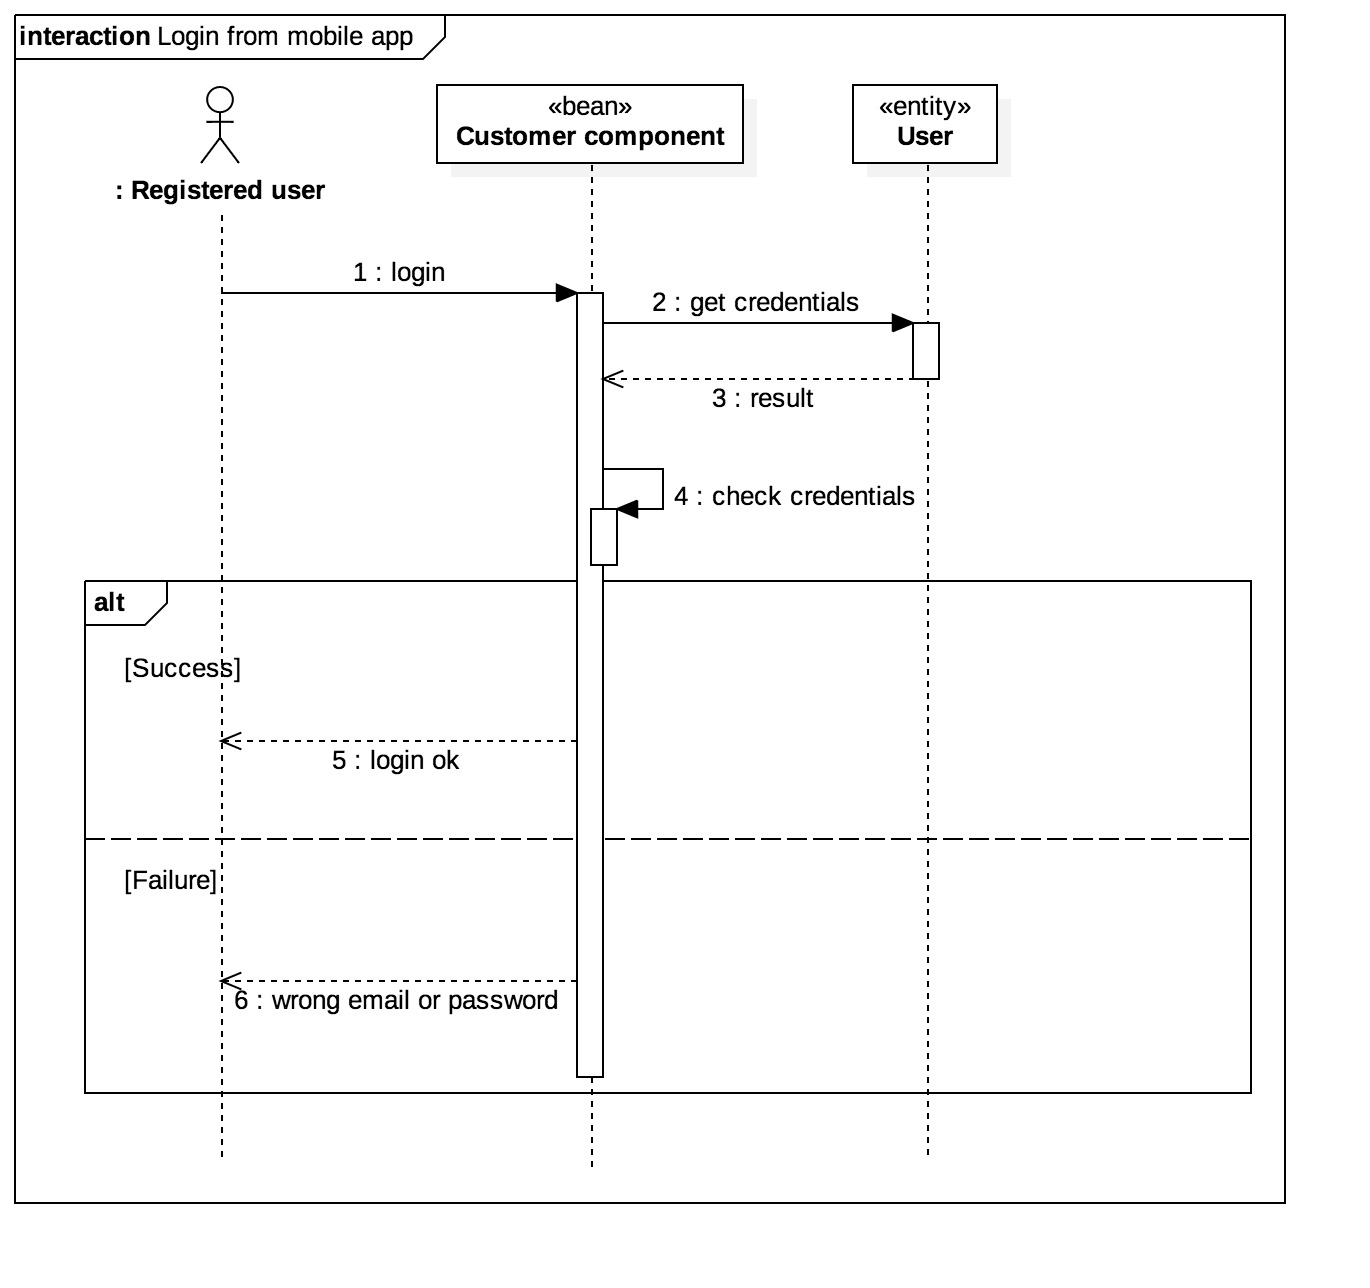 interaction Login from mobile app
«bean»
Customer component
«entity»
User
: Registered user
1 : login
2 : get credentials
3 : result
4 : check credentials
alt
[Success]
5 : login ok
[Failure]
6 : wrong email or password